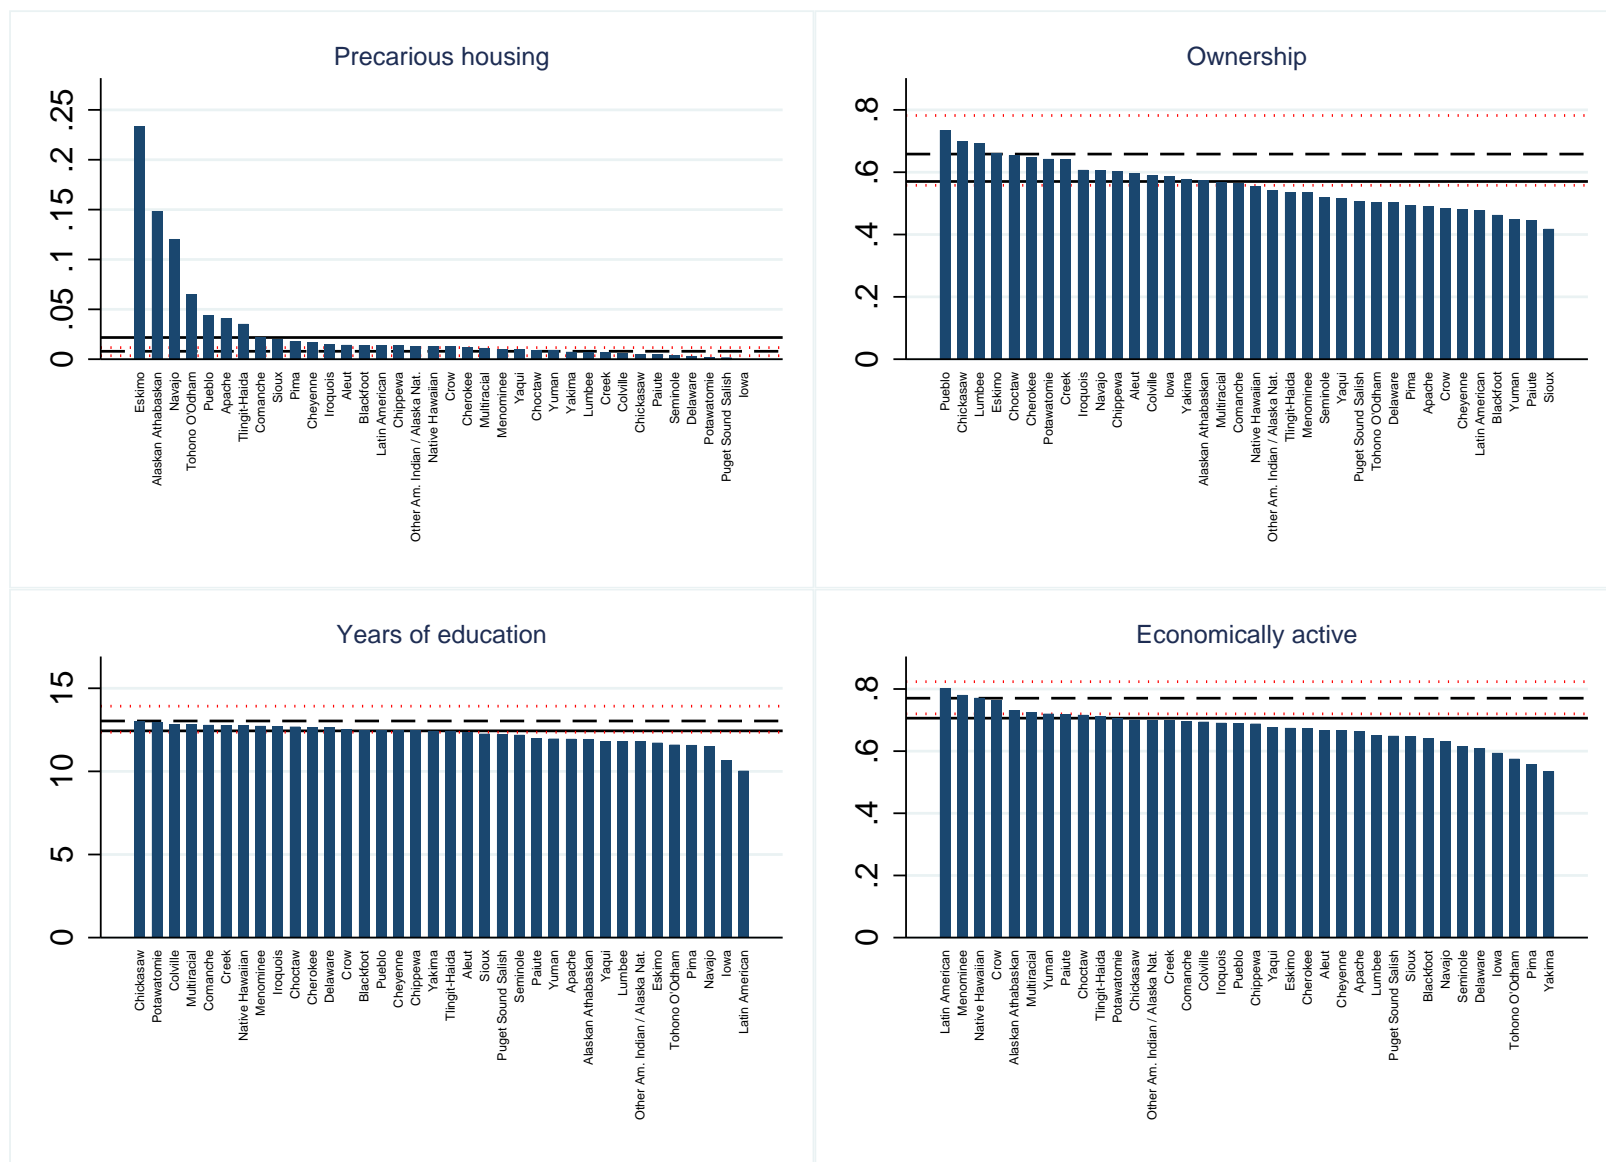 Precarious housing
0
.05
.1
.15
.2
.25
Eskimo
Alaskan Athabaskan
Navajo
Tohono O'Odham
Pueblo
Apache
Tlingit-Haida
Comanche
Sioux
Pima
Cheyenne
Iroquois
Aleut
Blackfoot
Latin American
Chippewa
Other Am. Indian / Alaska Nat.
Native Hawaiian
Crow
Cherokee
Multiracial
Menominee
Yaqui
Choctaw
Yuman
Yakima
Lumbee
Creek
Colville
Chickasaw
Paiute
Seminole
Delaware
Potawatomie
Puget Sound Salish
Iowa
Ownership
0
.2
.4
.6
.8
Pueblo
Chickasaw
Lumbee
Eskimo
Choctaw
Cherokee
Potawatomie
Creek
Iroquois
Navajo
Chippewa
Aleut
Colville
Iowa
Yakima
Alaskan Athabaskan
Multiracial
Comanche
Native Hawaiian
Other Am. Indian / Alaska Nat.
Tlingit-Haida
Menominee
Seminole
Yaqui
Puget Sound Salish
Tohono O'Odham
Delaware
Pima
Apache
Crow
Cheyenne
Latin American
Blackfoot
Yuman
Paiute
Sioux
Years of education
0
5
10
15
Chickasaw
Potawatomie
Colville
Multiracial
Comanche
Creek
Native Hawaiian
Menominee
Iroquois
Choctaw
Cherokee
Delaware
Crow
Blackfoot
Pueblo
Cheyenne
Chippewa
Yakima
Tlingit-Haida
Aleut
Sioux
Puget Sound Salish
Seminole
Paiute
Yuman
Apache
Alaskan Athabaskan
Yaqui
Lumbee
Other Am. Indian / Alaska Nat.
Eskimo
Tohono O'Odham
Pima
Navajo
Iowa
Latin American
Economically active
0
.2
.4
.6
.8
Latin American
Menominee
Native Hawaiian
Crow
Alaskan Athabaskan
Multiracial
Yuman
Paiute
Choctaw
Tlingit-Haida
Potawatomie
Chickasaw
Other Am. Indian / Alaska Nat.
Creek
Comanche
Colville
Iroquois
Pueblo
Chippewa
Yaqui
Eskimo
Cherokee
Aleut
Cheyenne
Apache
Lumbee
Puget Sound Salish
Sioux
Blackfoot
Navajo
Seminole
Delaware
Iowa
Tohono O'Odham
Pima
Yakima